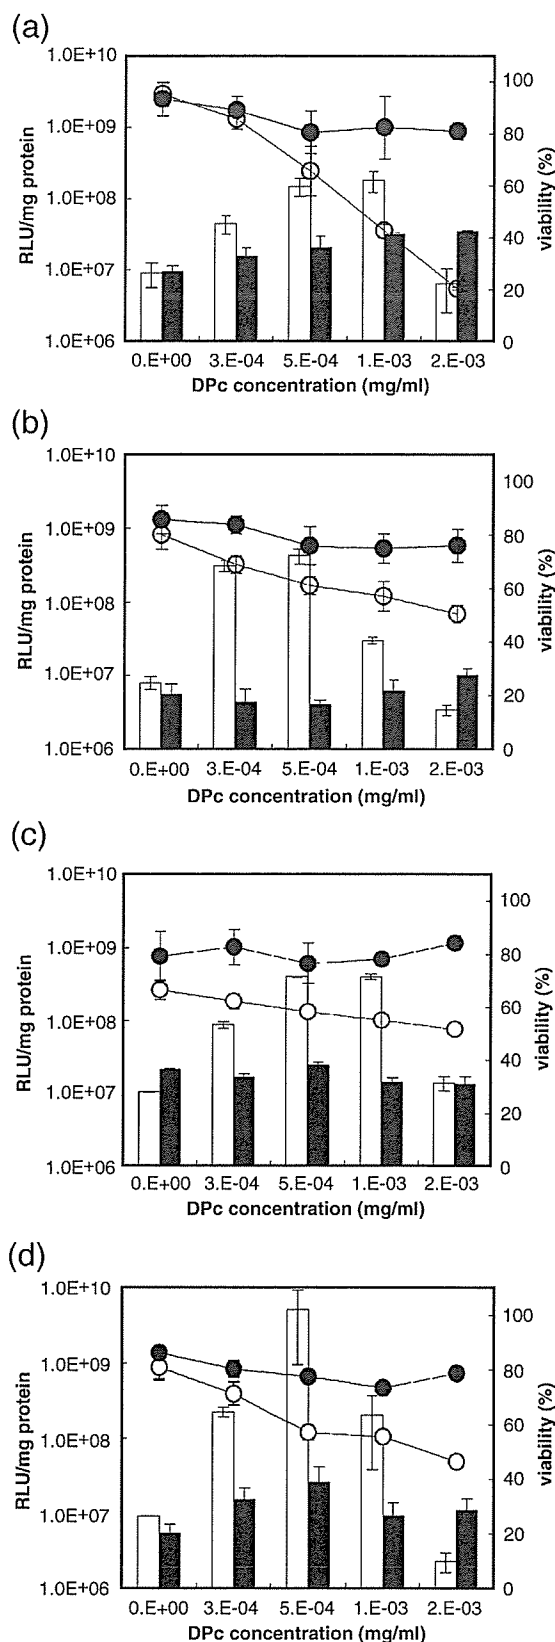 (a)
1.0E+10
1.0E+09
1.0E+08
1.0E+07
1.0E+06
RLU/mg protein
100
80
60
40
20
0
viability (%)
0.E+00 3.E-04 5.E-04 1.E-03 2.E-03
DPc concentration (mg/ml)
(b)
1.0E+10
1.0E+09
1.0E+08
1.0E+07
1.0E+06
RLU/mg protein
100
80
60
40
20
0
viability (%)
0.E+00 3.E-04 5.E-04 1.E-03 2.E-03
DPc concentration (mg/ml)
(c)
1.0E+10
1.0E+09
1.0E+08
1.0E+07
1.0E+06
RLU/mg protein
100
80
60
40
20
0
viability (%)
0.E+00 3.E-04 5.E-04 1.E-03 2.E-03
DPc concentration (mg/ml)
(d)
1.0E+10
1.0E+09
1.0E+08
1.0E+07
1.0E+06
RLU/mg protein
100
80
60
40
20
0
viability (%)
0.E+00 3.E-04 5.E-04 1.E-03 2.E-03
DPc concentration (mg/ml)